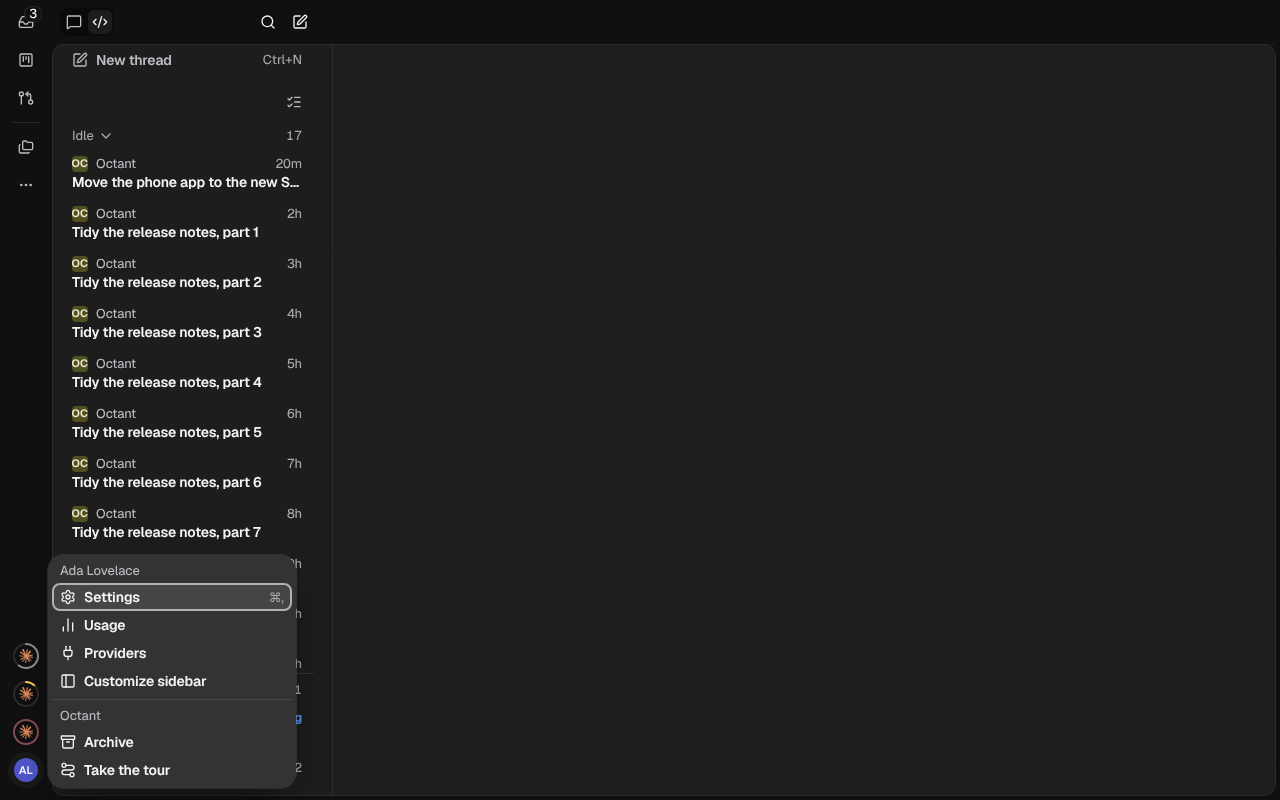 3
New thread Ctrl+N
Idle 17
OC Octant 20m
Move the phone app to the new S...
OC Octant 2h
Tidy the release notes, part 1
OC Octant 3h
Tidy the release notes, part 2
OC Octant 4h
Tidy the release notes, part 3
OC Octant 5h
Tidy the release notes, part 4
OC Octant 6h
Tidy the release notes, part 5
OC Octant 7h
Tidy the release notes, part 6
OC Octant 8h
Tidy the release notes, part 7
h
Ada Lovelace
Settings ⌘,
h
Usage
Providers
h
Customize sidebar
1
Octant
g
Archive
2
Take the tour
AL